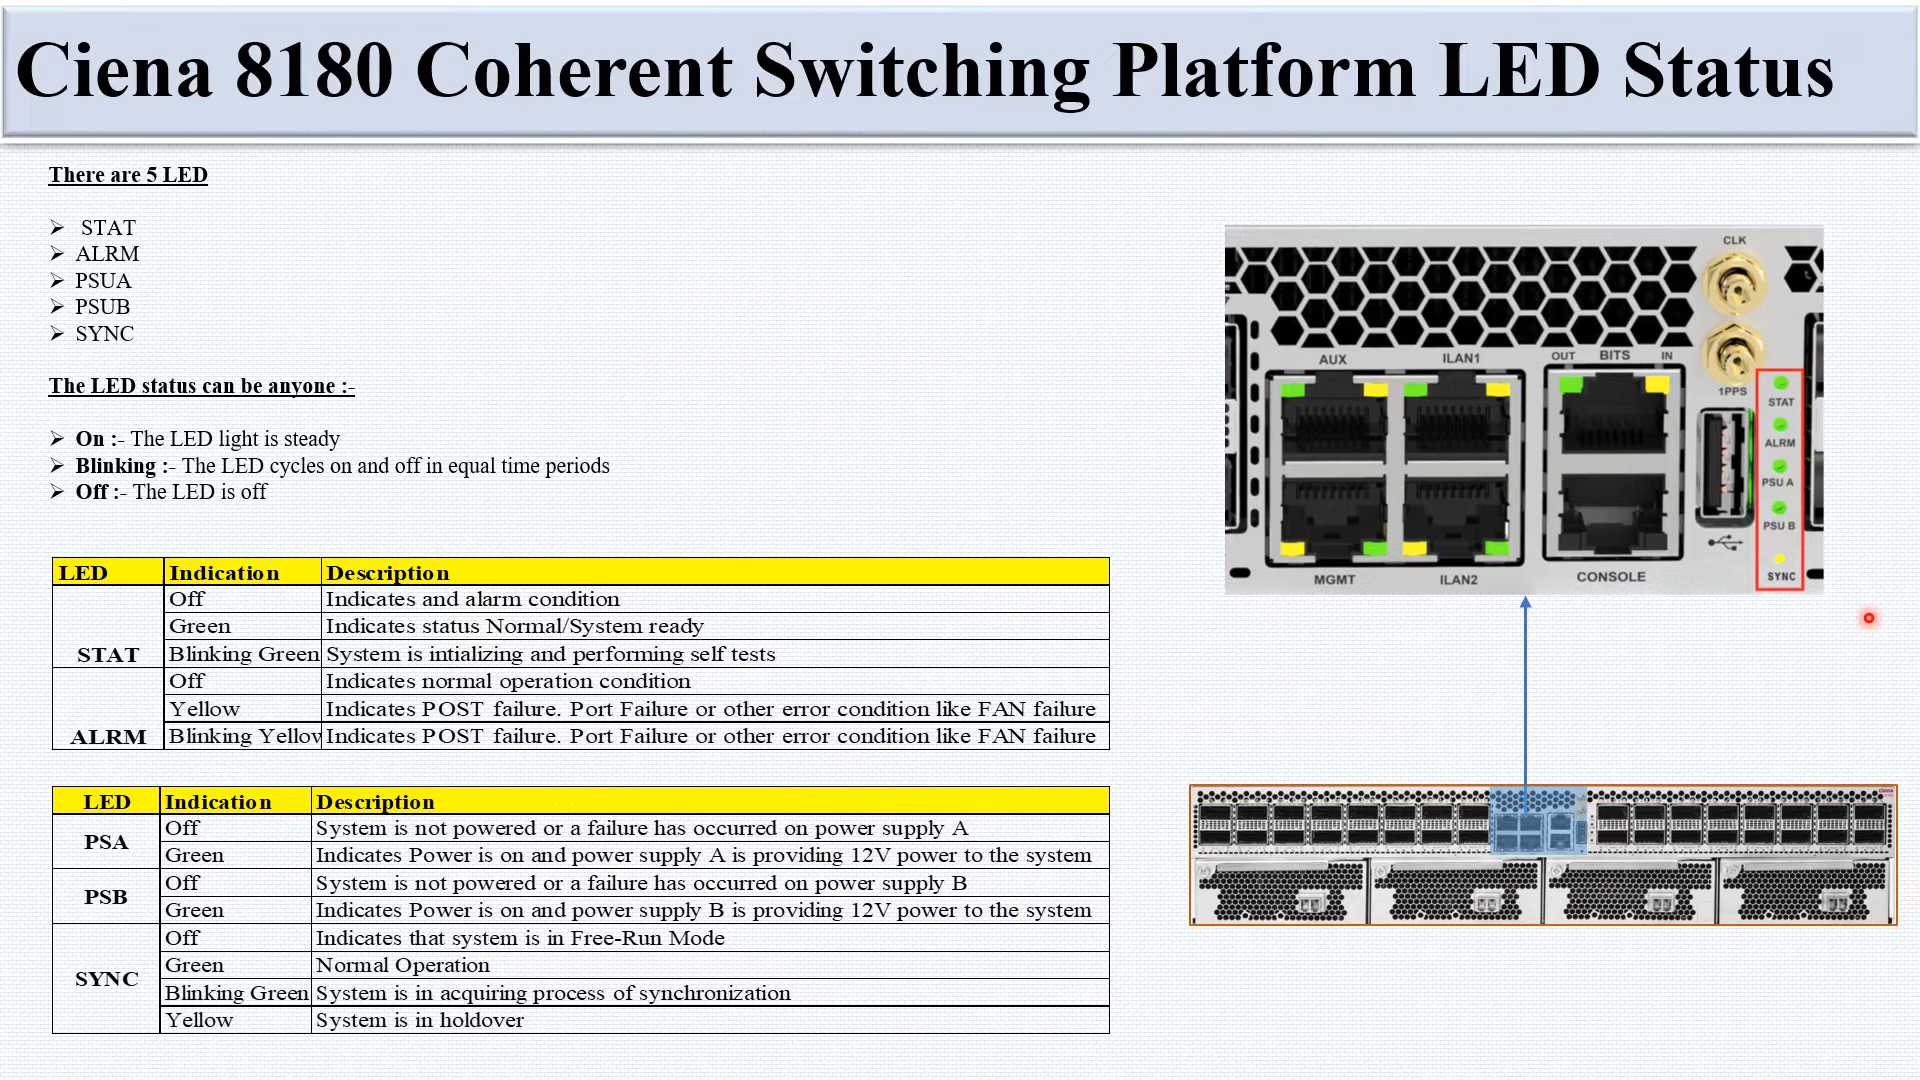 Ciena 8180 Coherent Switching Platform LED Status
There are 5 LED
STAT
ALRM
PSUA
PSUB
SYNC
The LED status can be anyone :-
On :- The LED light is steady
Blinking :- The LED cycles on and off in equal time periods
Off :- The LED is off
LED Indication Description
STAT
Off Indicates and alarm condition
Green Indicates status Normal/System ready
Blinking Green System is intializing and performing self tests
ALRM
Off Indicates normal operation condition
Yellow Indicates POST failure. Port Failure or other error condition like FAN failure
Blinking Yellow Indicates POST failure. Port Failure or other error condition like FAN failure
LED Indication Description
PSA
Off System is not powered or a failure has occurred on power supply A
Green Indicates Power is on and power supply A is providing 12V power to the system
PSB
Off System is not powered or a failure has occurred on power supply B
Green Indicates Power is on and power supply B is providing 12V power to the system
SYNC
Off Indicates that system is in Free-Run Mode
Green Normal Operation
Blinking Green System is in acquiring process of synchronization
Yellow System is in holdover
CLK
AUX ILAN1 OUT BITS IN
1PPS
STAT
ALRM
PSU A
PSU B
SYNC
MGMT ILAN2 CONSOLE
ciena